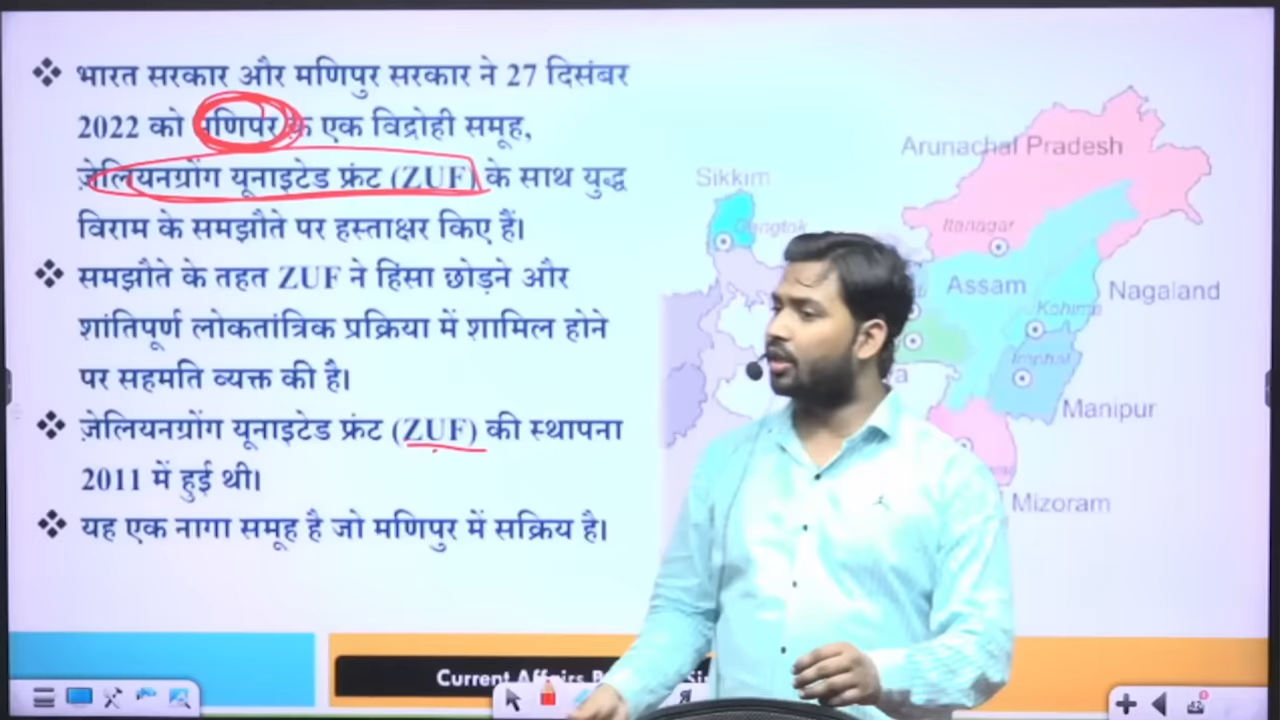 भारत सरकार और मणिपुर सरकार ने 27 दिसंबर
2022 को मणिपुर के एक विद्रोही समूह,
ज़ेलियनग्रोंग यूनाइटेड फ्रंट (ZUF) के साथ युद्ध
विराम के समझौते पर हस्ताक्षर किए हैं।
समझौते के तहत ZUF ने हिंसा छोड़ने और
शांतिपूर्ण लोकतांत्रिक प्रक्रिया में शामिल होने
पर सहमति व्यक्त की है।
ज़ेलियनग्रोंग यूनाइटेड फ्रंट (ZUF) की स्थापना
2011 में हुई थी।
यह एक नागा समूह है जो मणिपुर में सक्रिय है।
Arunachal Pradesh
Sikkim
Gangtok
Itanagar
Assam
Nagaland
Kohima
Imphal
Manipur
Mizoram
Current Affairs